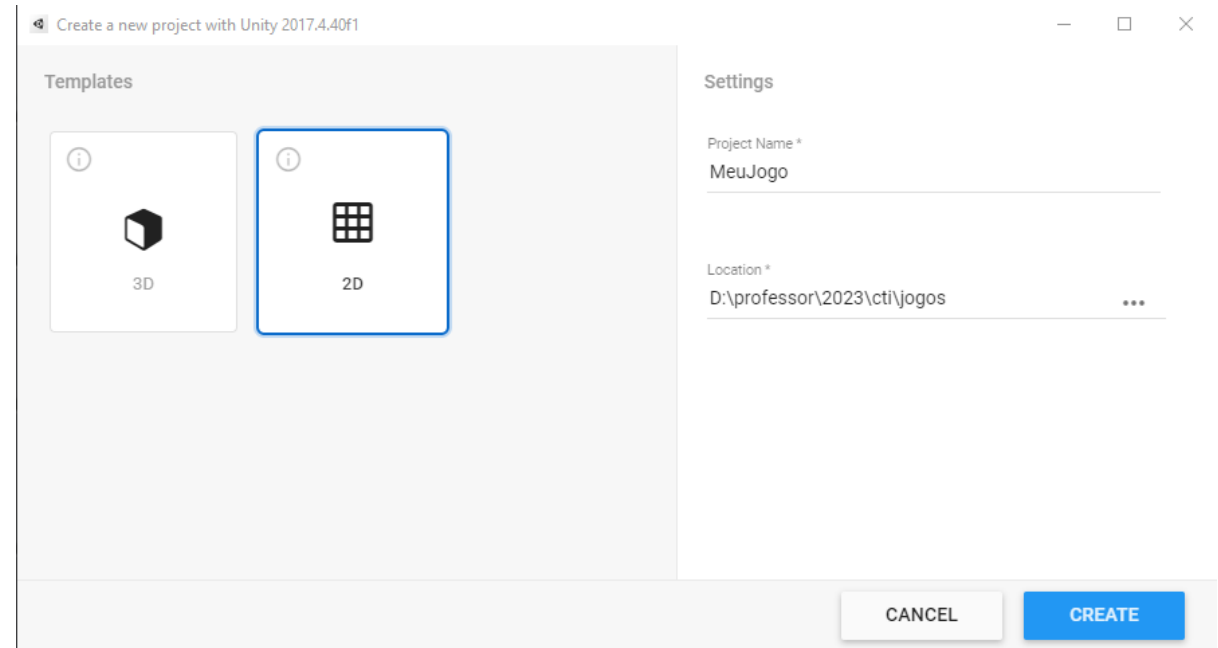 Create a new project with Unity 2017.4.40f1
Templates
Settings
3D
2D
Project Name *
MeuJogo
Location *
D:\professor\2023\cti\jogos
CANCEL
CREATE